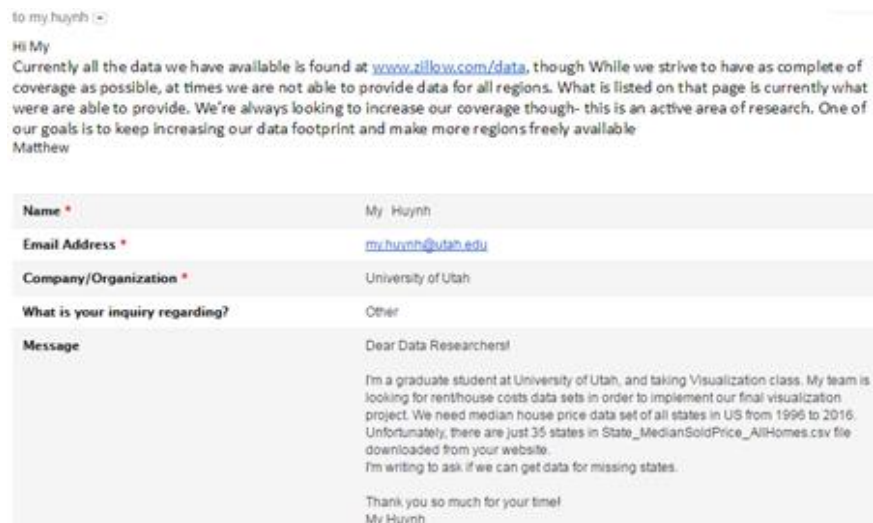 to my.huynh
Hi My
Currently all the data we have available is found at www.zillow.com/data, though While we strive to have as complete of
coverage as possible, at times we are not able to provide data for all regions. What is listed on that page is currently what
were are able to provide. We're always looking to increase our coverage though- this is an active area of research. One of
our goals is to keep increasing our data footprint and make more regions freely available
Matthew
Name * My Huynh
Email Address * my.huynh@utah.edu
Company/Organization * University of Utah
What is your inquiry regarding? Other
Message Dear Data Researchers!
I'm a graduate student at University of Utah, and taking Visualization class. My team is
looking for rent/house costs data sets in order to implement our final visualization
project. We need median house price data set of all states in US from 1996 to 2016.
Unfortunately, there are just 35 states in State_MedianSoldPrice_AllHomes.csv file
downloaded from your website.
I'm writing to ask if we can get data for missing states.
Thank you so much for your time!
My Huynh